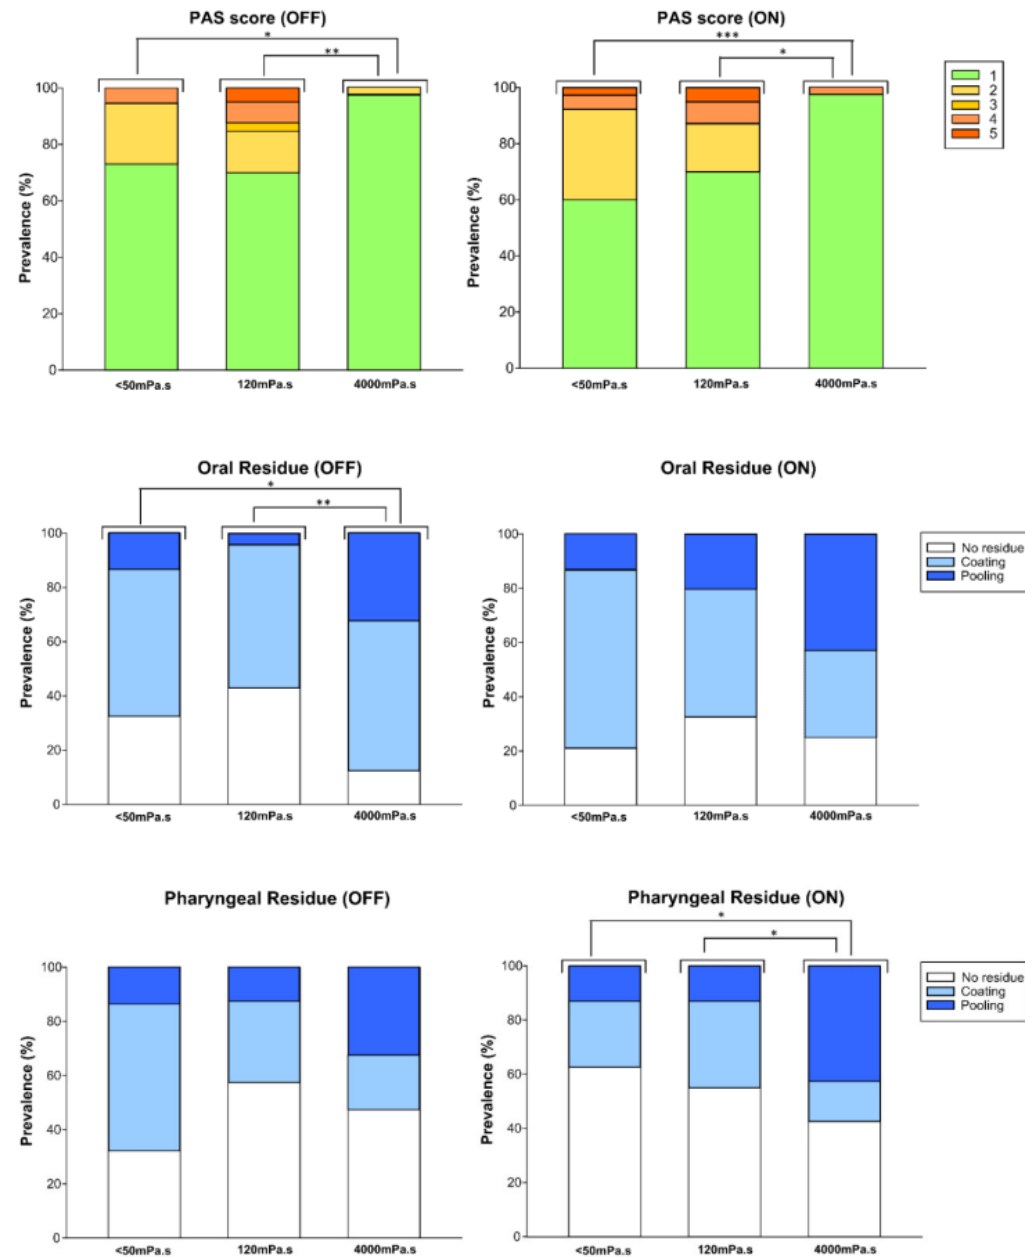 PAS score (OFF)
*
**
Prevalence (%)
100
80
60
40
20
0
<50mPa.s 120mPa.s 4000mPa.s
PAS score (ON)
***
*
Prevalence (%)
100
80
60
40
20
0
<50mPa.s 120mPa.s 4000mPa.s
1
2
3
4
5
Oral Residue (OFF)
*
**
Prevalence (%)
100
80
60
40
20
0
<50mPa.s 120mPa.s 4000mPa.s
Oral Residue (ON)
Prevalence (%)
100
80
60
40
20
0
<50mPa.s 120mPa.s 4000mPa.s
No residue
Coating
Pooling
Pharyngeal Residue (OFF)
Prevalence (%)
100
80
60
40
20
0
<50mPa.s 120mPa.s 4000mPa.s
Pharyngeal Residue (ON)
*
*
Prevalence (%)
100
80
60
40
20
0
<50mPa.s 120mPa.s 4000mPa.s
No residue
Coating
Pooling